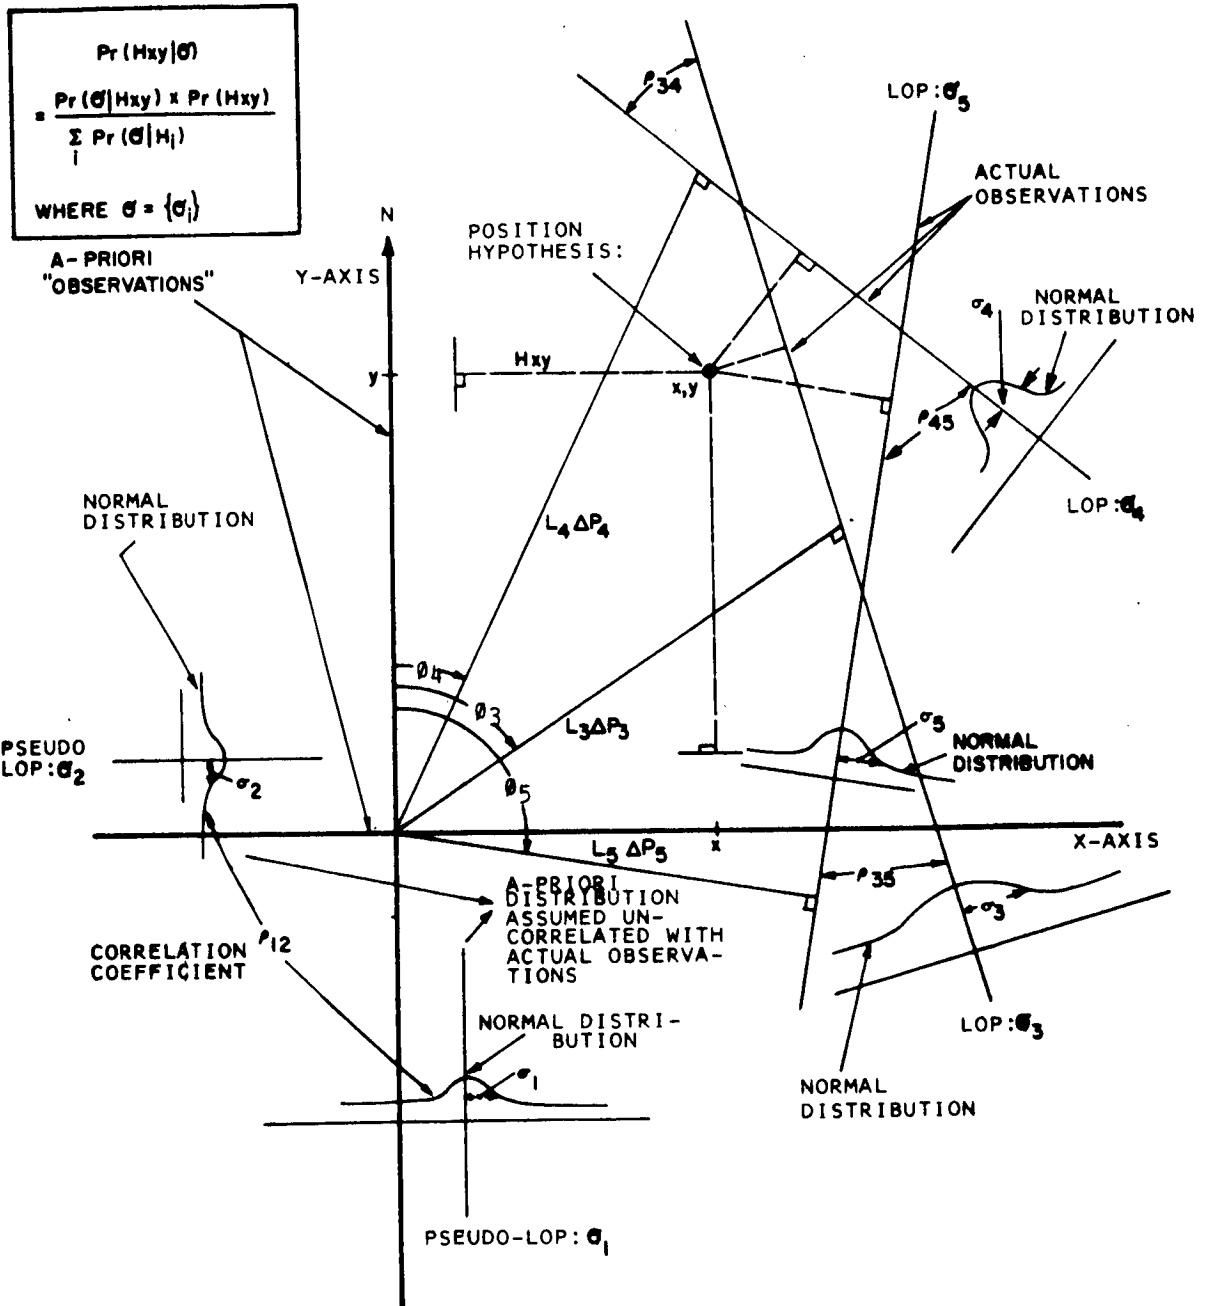 Pr(Hxy|σ)
= Pr(σ|Hxy) x Pr(Hxy)
Σ Pr(σ|Hi)
i
WHERE σ = {σi}
A-PRIORI
"OBSERVATIONS"
N
Y-AXIS
POSITION
HYPOTHESIS:
ρ34
LOP:σ5
ACTUAL
OBSERVATIONS
σ4
NORMAL
DISTRIBUTION
Hxy
y
x,y
ρ45
LOP:σ4
NORMAL
DISTRIBUTION
L4 ΔP4
Ø4
Ø3
L3ΔP3
Ø5
σ5
NORMAL
DISTRIBUTION
PSEUDO
LOP:σ2
σ2
L5 ΔP5
x
X-AXIS
ρ35
σ3
A-PRIORI
DISTRIBUTION
ASSUMED UN-
CORRELATED WITH
ACTUAL OBSERVA-
TIONS
CORRELATION
COEFFICIENT
ρ12
NORMAL DISTRI-
BUTION
σ1
LOP:σ3
NORMAL
DISTRIBUTION
PSEUDO-LOP:σ1